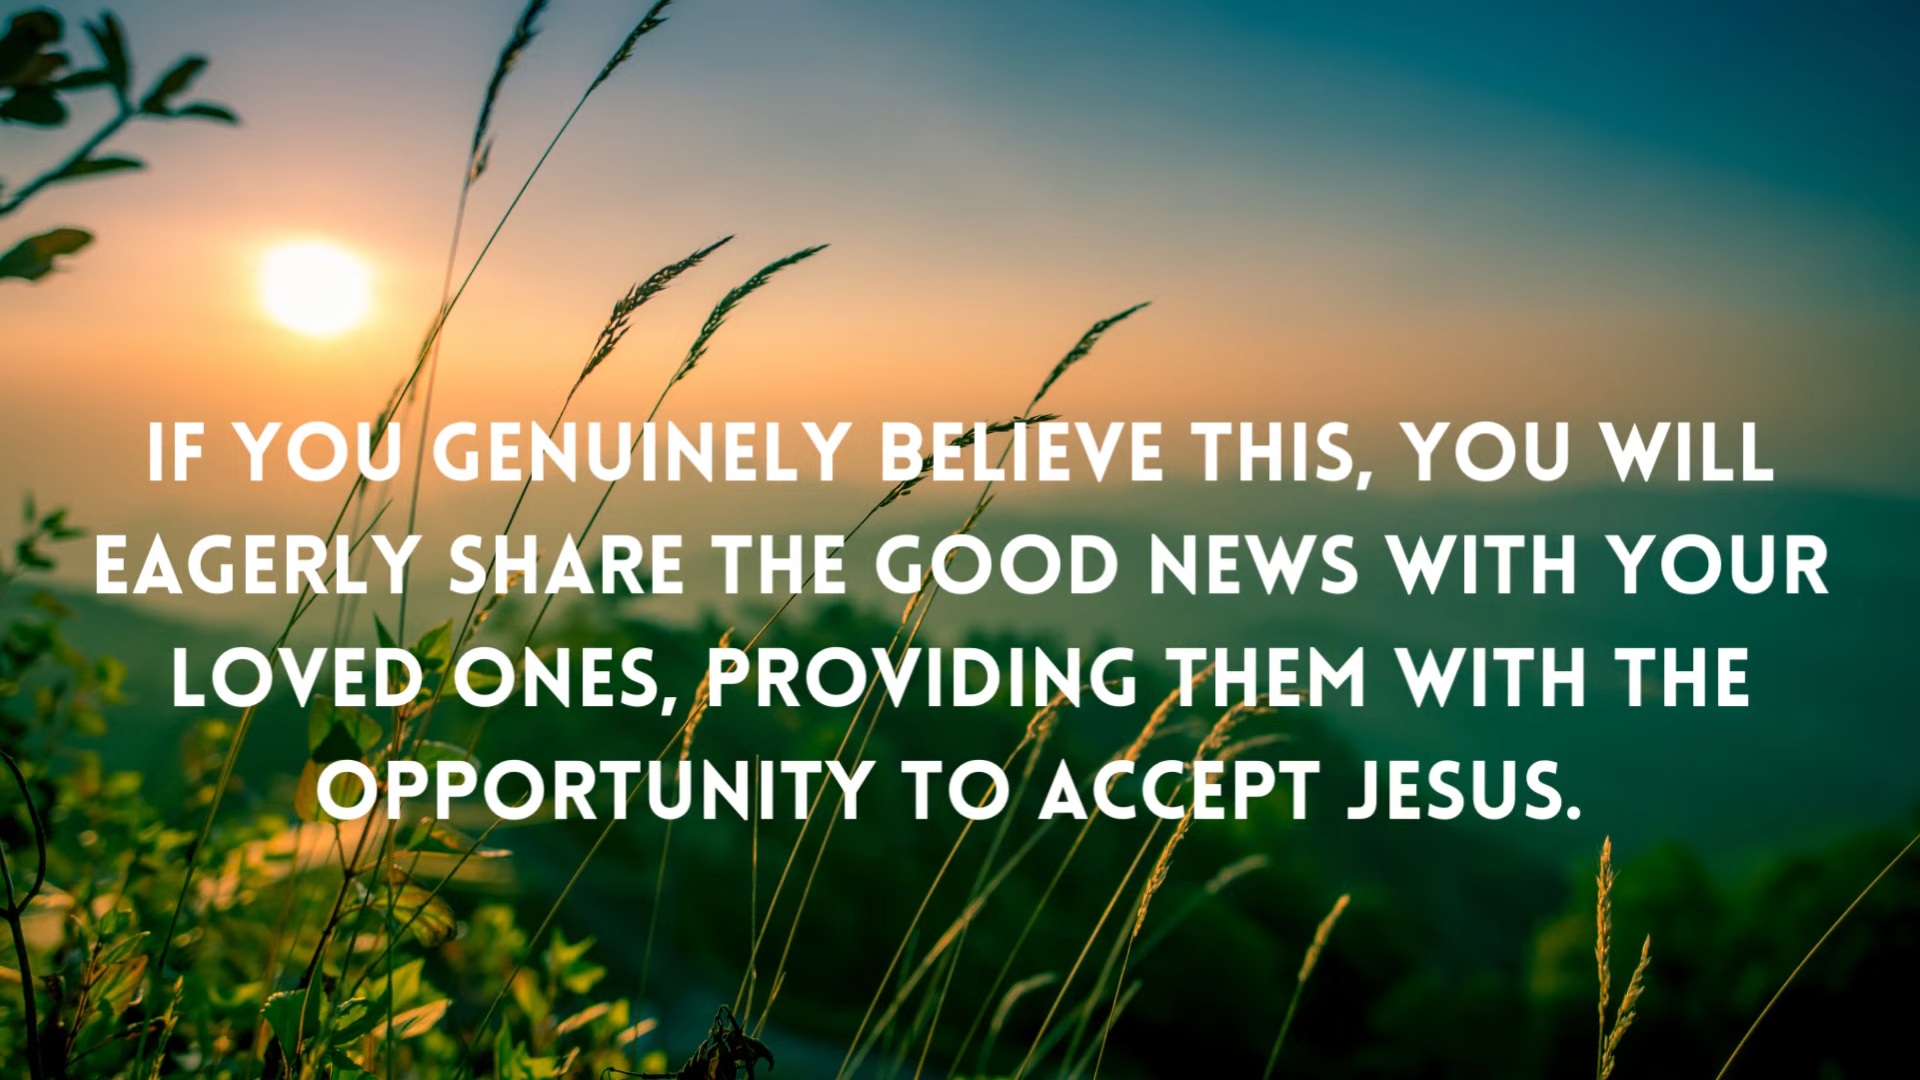 IF YOU GENUINELY BELIEVE THIS, YOU WILL
EAGERLY SHARE THE GOOD NEWS WITH YOUR
LOVED ONES, PROVIDING THEM WITH THE
OPPORTUNITY TO ACCEPT JESUS.